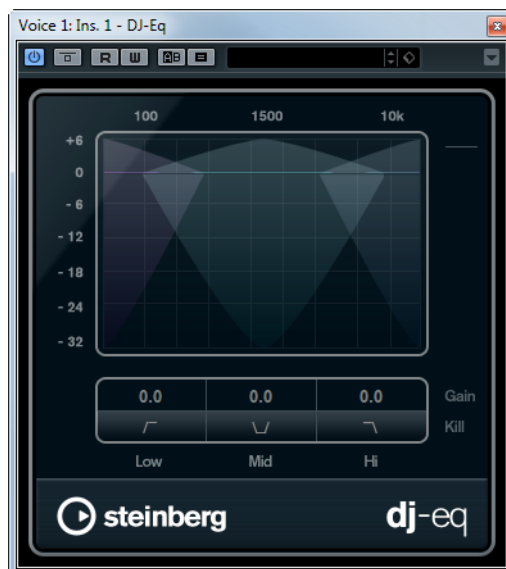 Voice 1: Ins. 1 - DJ-Eq
R W AB
100 1500 10k
+6
0
- 6
- 12
- 18
- 24
- 32
0.0 0.0 0.0 Gain
Kill
Low Mid Hi
steinberg dj-eq